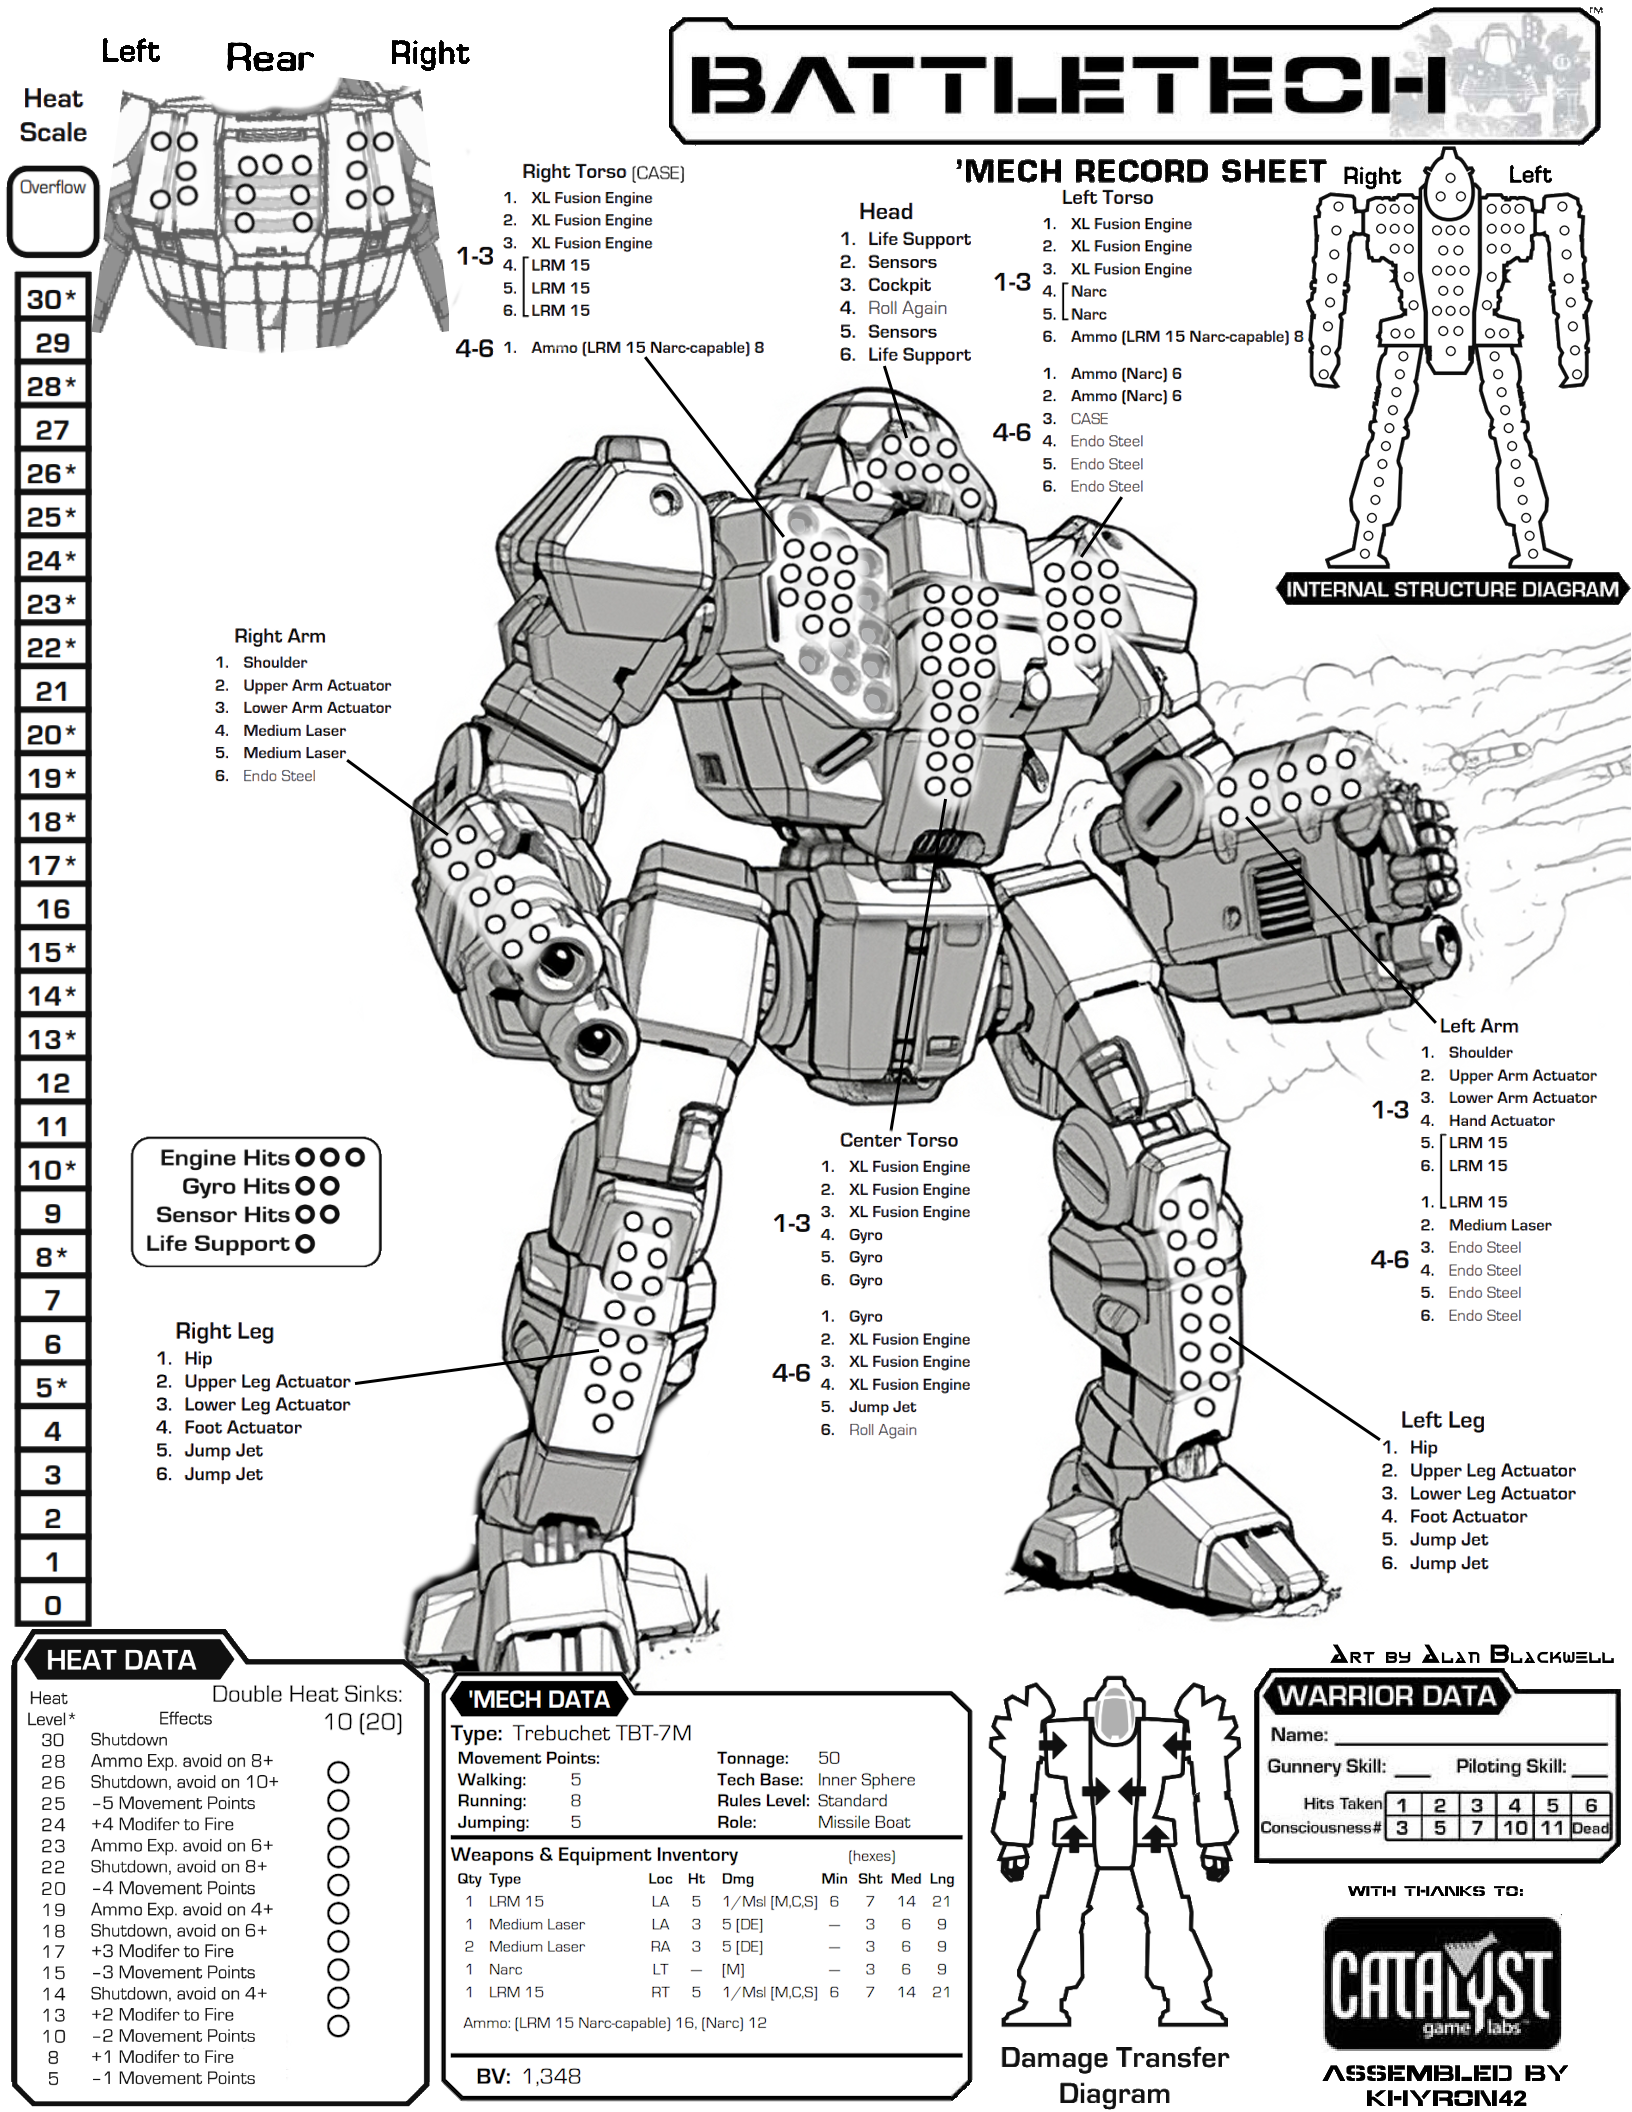 Left Rear Right
Heat
Scale
Overflow
30*
29
28*
27
26*
25*
24*
23*
22*
21
20*
19*
18*
17*
16
15*
14*
13*
12
11
10*
9
8*
7
6
5*
4
3
2
1
0
BATTLETECH™
'MECH RECORD SHEET
Right Torso (CASE)
1-3
1. XL Fusion Engine
2. XL Fusion Engine
3. XL Fusion Engine
4. LRM 15
5. LRM 15
6. LRM 15
4-6
1. Ammo (LRM 15 Narc-capable) 8
Head
1. Life Support
2. Sensors
3. Cockpit
4. Roll Again
5. Sensors
6. Life Support
Left Torso
1-3
1. XL Fusion Engine
2. XL Fusion Engine
3. XL Fusion Engine
4. Narc
5. Narc
6. Ammo (LRM 15 Narc-capable) 8
4-6
1. Ammo (Narc) 6
2. Ammo (Narc) 6
3. CASE
4. Endo Steel
5. Endo Steel
6. Endo Steel
Right Left
INTERNAL STRUCTURE DIAGRAM
Right Arm
1. Shoulder
2. Upper Arm Actuator
3. Lower Arm Actuator
4. Medium Laser
5. Medium Laser
6. Endo Steel
Left Arm
1-3
1. Shoulder
2. Upper Arm Actuator
3. Lower Arm Actuator
4. Hand Actuator
5. LRM 15
6. LRM 15
4-6
1. LRM 15
2. Medium Laser
3. Endo Steel
4. Endo Steel
5. Endo Steel
6. Endo Steel
Engine Hits
Gyro Hits
Sensor Hits
Life Support
Center Torso
1-3
1. XL Fusion Engine
2. XL Fusion Engine
3. XL Fusion Engine
4. Gyro
5. Gyro
6. Gyro
4-6
1. Gyro
2. XL Fusion Engine
3. XL Fusion Engine
4. XL Fusion Engine
5. Jump Jet
6. Roll Again
Right Leg
1. Hip
2. Upper Leg Actuator
3. Lower Leg Actuator
4. Foot Actuator
5. Jump Jet
6. Jump Jet
Left Leg
1. Hip
2. Upper Leg Actuator
3. Lower Leg Actuator
4. Foot Actuator
5. Jump Jet
6. Jump Jet
HEAT DATA
Heat Level* Effects
Double Heat Sinks:
10 (20)
30 Shutdown
28 Ammo Exp. avoid on 8+
26 Shutdown, avoid on 10+
25 -5 Movement Points
24 +4 Modifer to Fire
23 Ammo Exp. avoid on 6+
22 Shutdown, avoid on 8+
20 -4 Movement Points
19 Ammo Exp. avoid on 4+
18 Shutdown, avoid on 6+
17 +3 Modifer to Fire
15 -3 Movement Points
14 Shutdown, avoid on 4+
13 +2 Modifer to Fire
10 -2 Movement Points
8 +1 Modifer to Fire
5 -1 Movement Points
'MECH DATA
Type: Trebuchet TBT-7M
Movement Points: Tonnage: 50
Walking: 5 Tech Base: Inner Sphere
Running: 8 Rules Level: Standard
Jumping: 5 Role: Missile Boat
Weapons & Equipment Inventory (hexes)
Qty Type Loc Ht Dmg Min Sht Med Lng
1 LRM 15 LA 5 1/Msl [M,C,S] 6 7 14 21
1 Medium Laser LA 3 5 [DE] — 3 6 9
2 Medium Laser RA 3 5 [DE] — 3 6 9
1 Narc LT — [M] — 3 6 9
1 LRM 15 RT 5 1/Msl [M,C,S] 6 7 14 21
Ammo: (LRM 15 Narc-capable) 16, (Narc) 12
BV: 1,348
Damage Transfer
Diagram
Art by Alan Blackwell
WARRIOR DATA
Name:
Gunnery Skill: Piloting Skill:
Hits Taken 1 2 3 4 5 6
Consciousness# 3 5 7 10 11 Dead
WITH THANKS TO:
CATALYST
game labs
ASSEMBLED BY
KHYRON42